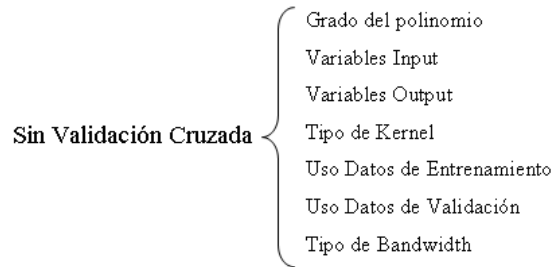 Grado del polinomio
Variables Input
Variables Output
Sin Validación Cruzada
Tipo de Kernel
Uso Datos de Entrenamiento
Uso Datos de Validación
Tipo de Bandwidth